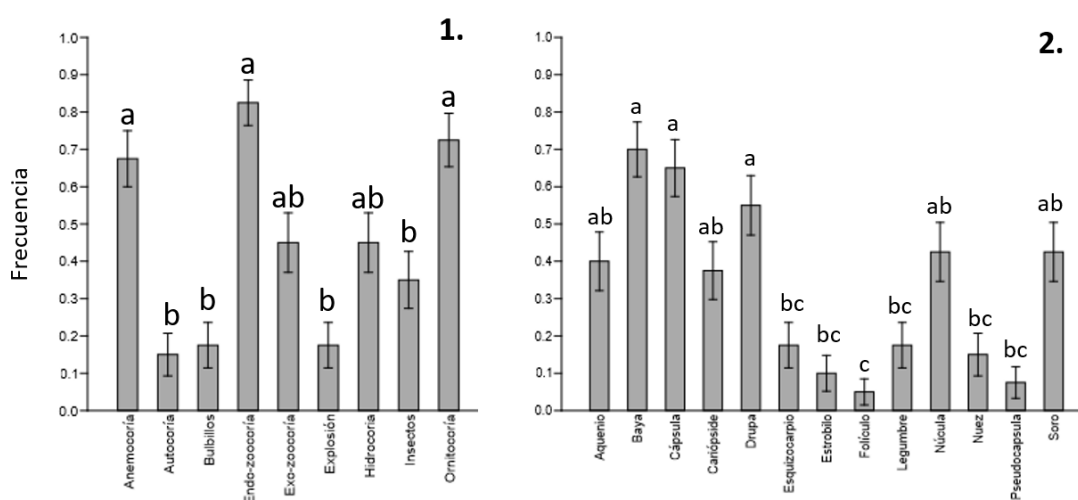 1.
1.0
0.9
0.8
0.7
0.6
0.5
0.4
0.3
0.2
0.1
0.0
Frecuencia
a
b
b
a
ab
b
ab
b
a
Anemocoría
Autocoría
Bulbillos
Endo-zoocoría
Exo-zoocoría
Explosión
Hidrocoria
Insectos
Ornitocoría
2.
1.0
0.9
0.8
0.7
0.6
0.5
0.4
0.3
0.2
0.1
0.0
ab
a
a
ab
a
bc
bc
c
bc
ab
bc
bc
ab
Aquenio
Baya
Cápsula
Cariópside
Drupa
Esquizocarpio
Estrobilo
Folículo
Legumbre
Núcula
Nuez
Pseudocapsula
Soro